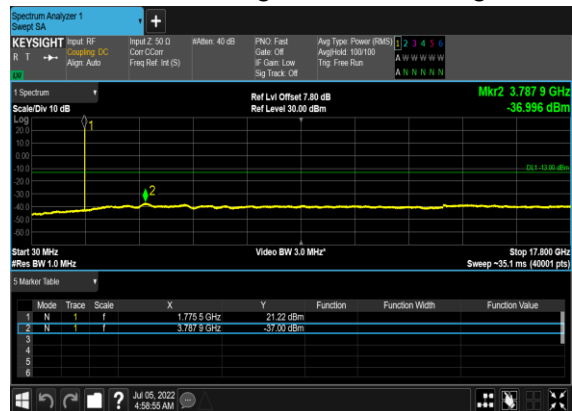 Spectrum Analyzer 1
Swept SA
KEYSIGHT Input: RF Input Z: 50 Ω #Atten: 40 dB PNO: Fast Avg Type: Power (RMS) 1 2 3 4 5 6
R T Coupling: DC Corr CCorr Gate: Off Avg|Hold: 100/100 A W W W W W
Align: Auto Freq Ref: Int (S) IF Gain: Low Trig: Free Run
LW Sig Track: Off A N N N N N
1 Spectrum Ref Lvl Offset 7.80 dB Mkr2 3.787 9 GHz
Scale/Div 10 dB Ref Level 30.00 dBm -36.996 dBm
Log
20.0
10.0
0.00
-10.0
DL1 -13.00 dBm
-20.0
-30.0
-40.0
-50.0
-60.0
1
2
Start 30 MHz Video BW 3.0 MHz* Stop 17.800 GHz
#Res BW 1.0 MHz Sweep ~35.1 ms (40001 pts)
5 Marker Table
Mode Trace Scale X Y Function Function Width Function Value
1 N 1 f 1.775 5 GHz 21.22 dBm
2 N 1 f 3.787 9 GHz -37.00 dBm
3
4
5
6
? Jul 05, 2022
4:58:55 AM